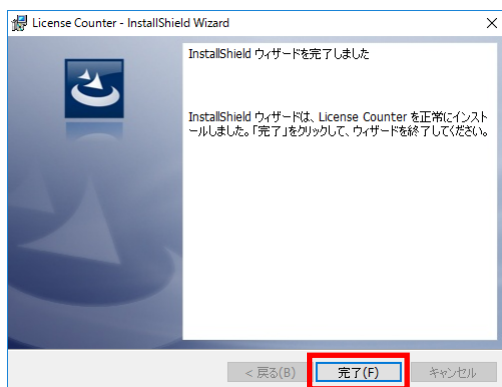 License Counter - InstallShield Wizard
InstallShield ウィザードを完了しました
InstallShield ウィザードは、License Counter を正常にインスト
ールしました。「完了」をクリックして、ウィザードを終了してください。
< 戻る(B)
完了(F)
キャンセル